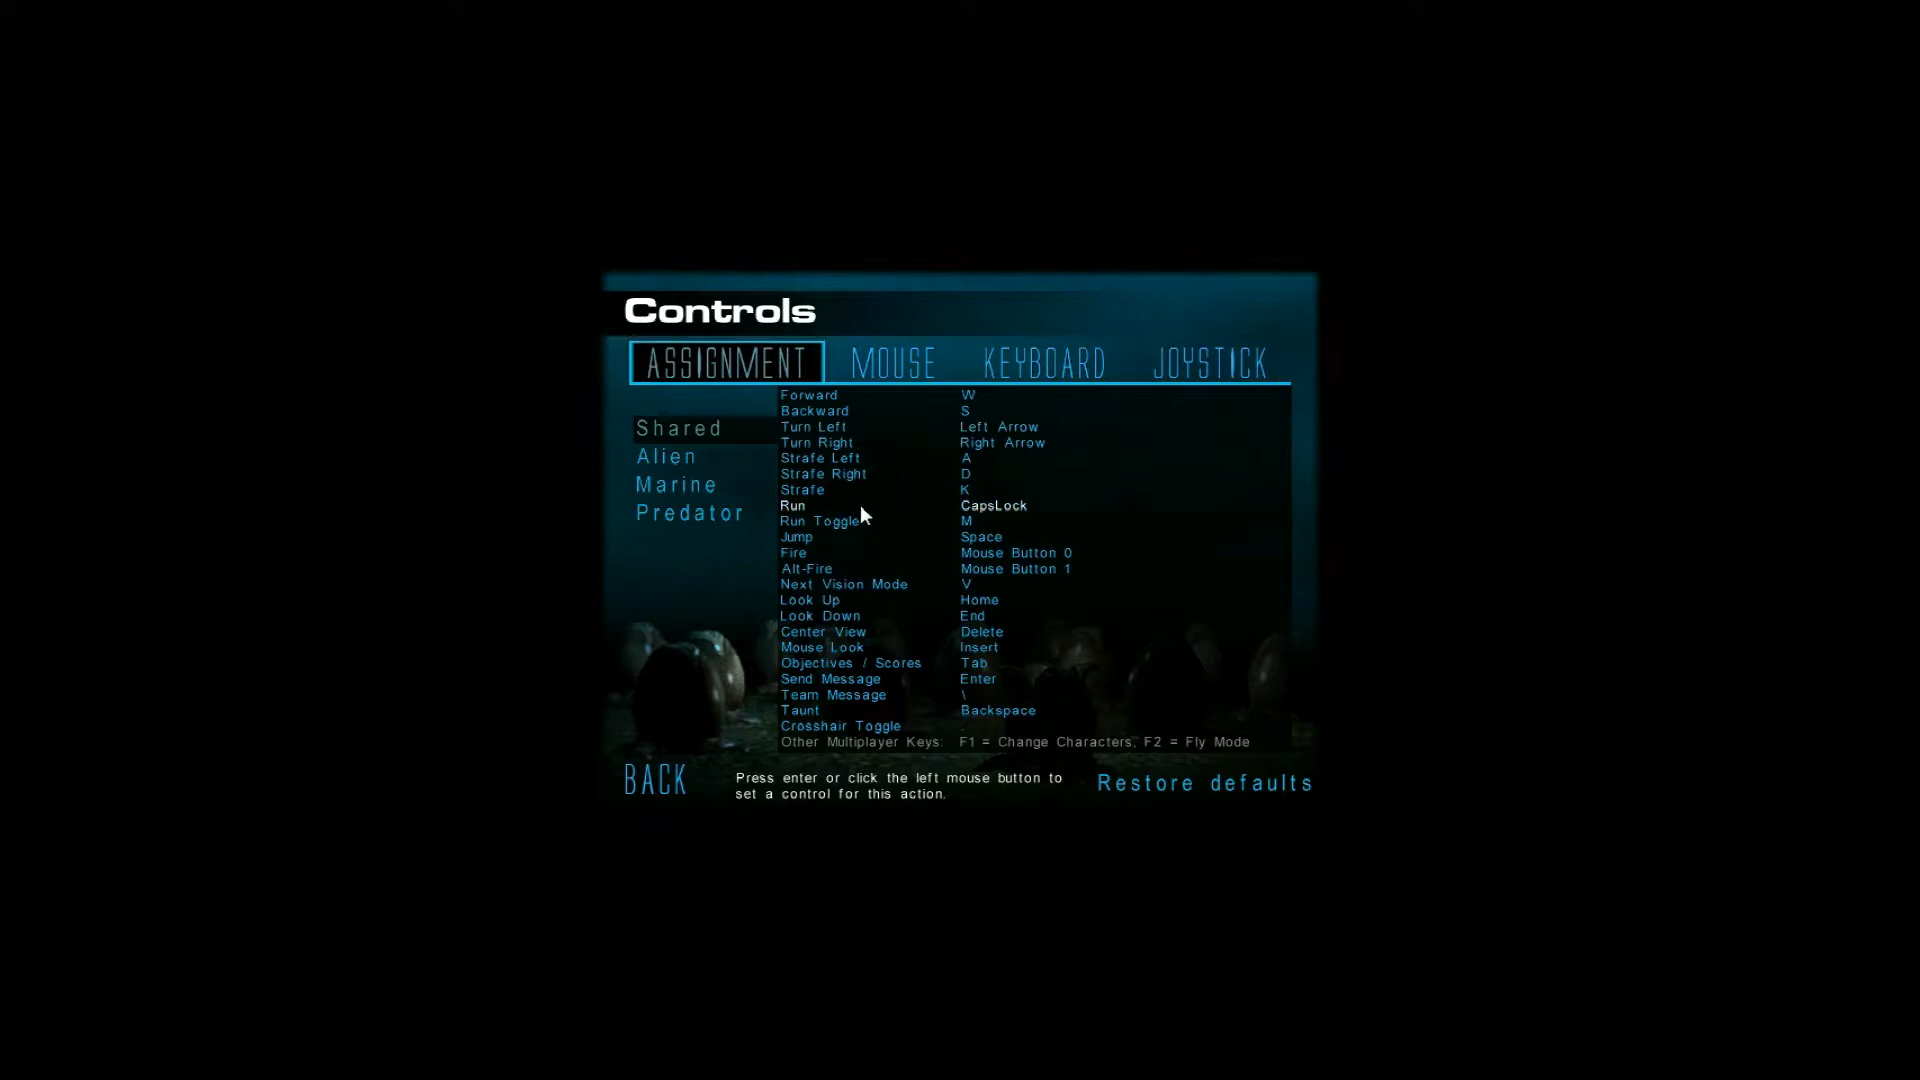 Controls
ASSIGNMENT MOUSE KEYBOARD JOYSTICK
Shared
Alien
Marine
Predator
Forward W
Backward S
Turn Left Left Arrow
Turn Right Right Arrow
Strafe Left A
Strafe Right D
Strafe K
Run CapsLock
Run Toggle M
Jump Space
Fire Mouse Button 0
Alt-Fire Mouse Button 1
Next Vision Mode V
Look Up Home
Look Down End
Center View Delete
Mouse Look Insert
Objectives / Scores Tab
Send Message Enter
Team Message \
Taunt Backspace
Crosshair Toggle
Other Multiplayer Keys: F1 = Change Characters, F2 = Fly Mode
BACK
Press enter or click the left mouse button to
set a control for this action.
Restore defaults